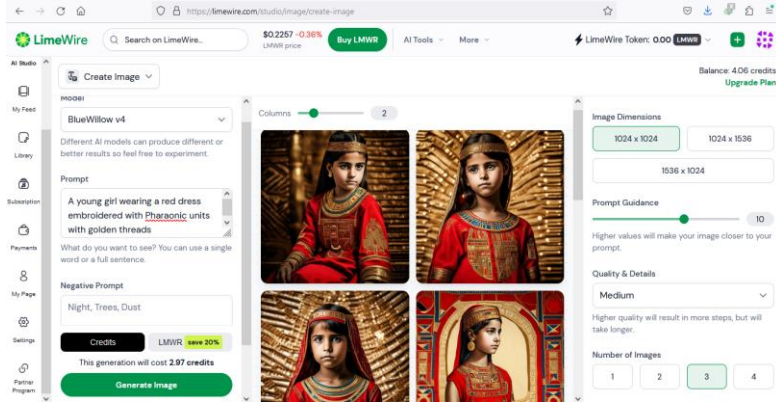 https://limewire.com/studio/image/create-image
LimeWire
Search on LimeWire..
$0.2257 -0.36%
LMWR price
Buy LMWR
AI Tools
More
LimeWire Token: 0.00 LMWR
AI Studio
My Feed
Library
Subscription
Payments
My Page
Settings
Partner
Program
Create Image
Balance: 4.06 credits
Upgrade Plan
Model
BlueWillow v4
Different AI models can produce different or
better results so feel free to experiment.
Prompt
A young girl wearing a red dress
embroidered with Pharaonic units
with golden threads
What do you want to see? You can use a single
word or a full sentence.
Negative Prompt
Night, Trees, Dust
Credits
LMWR save 20%
This generation will cost 2.97 credits
Generate Image
Columns
2
Image Dimensions
1024 x 1024
1024 x 1536
1536 x 1024
Prompt Guidance
10
Higher values will make your image closer to your
prompt.
Quality & Details
Medium
Higher quality will result in more steps, but will
take longer.
Number of Images
1
2
3
4